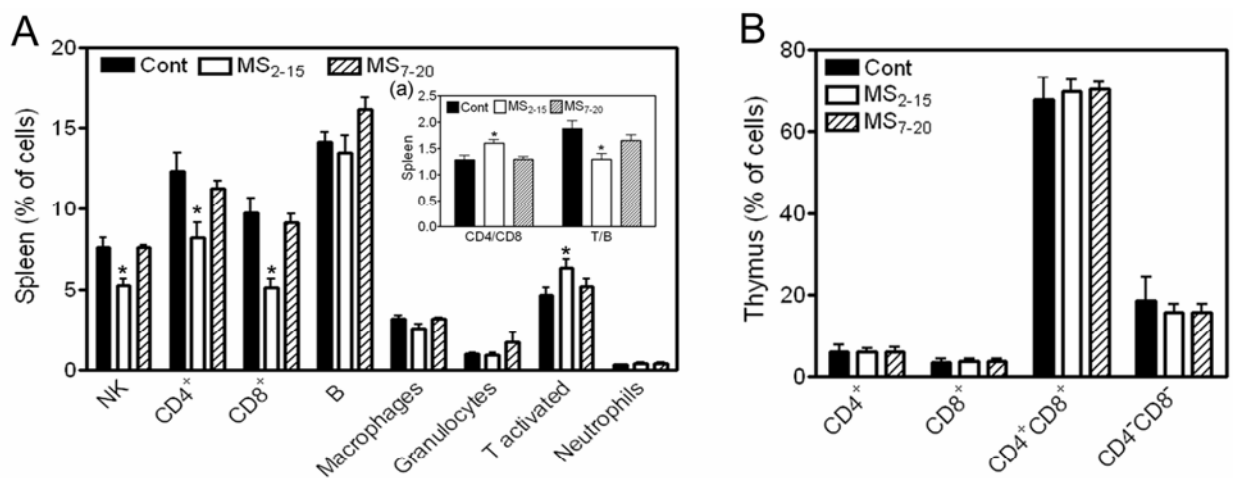 A
Spleen (% of cells)
20
15
10
5
0
Cont MS2-15 MS7-20
NK
CD4+
CD8+
B
Macrophages
Granulocytes
T activated
Neutrophils
*
*
*
*
(a)
Spleen
2.5
2.0
1.5
1.0
0.5
0.0
Cont MS2-15 MS7-20
*
*
CD4/CD8
T/B
B
Thymus (% of cells)
80
60
40
20
0
Cont
MS2-15
MS7-20
CD4+
CD8+
CD4+CD8+
CD4-CD8-